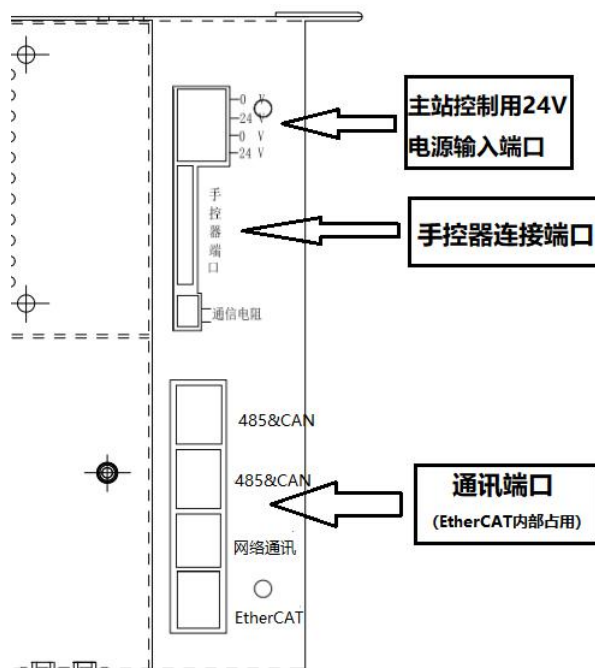 0 V
24 V
0 V
24 V
主站控制用24V
电源输入端口
手控器端口
手控器连接端口
通信电阻
485&CAN
485&CAN
通讯端口
(EtherCAT内部占用)
网络通讯
EtherCAT